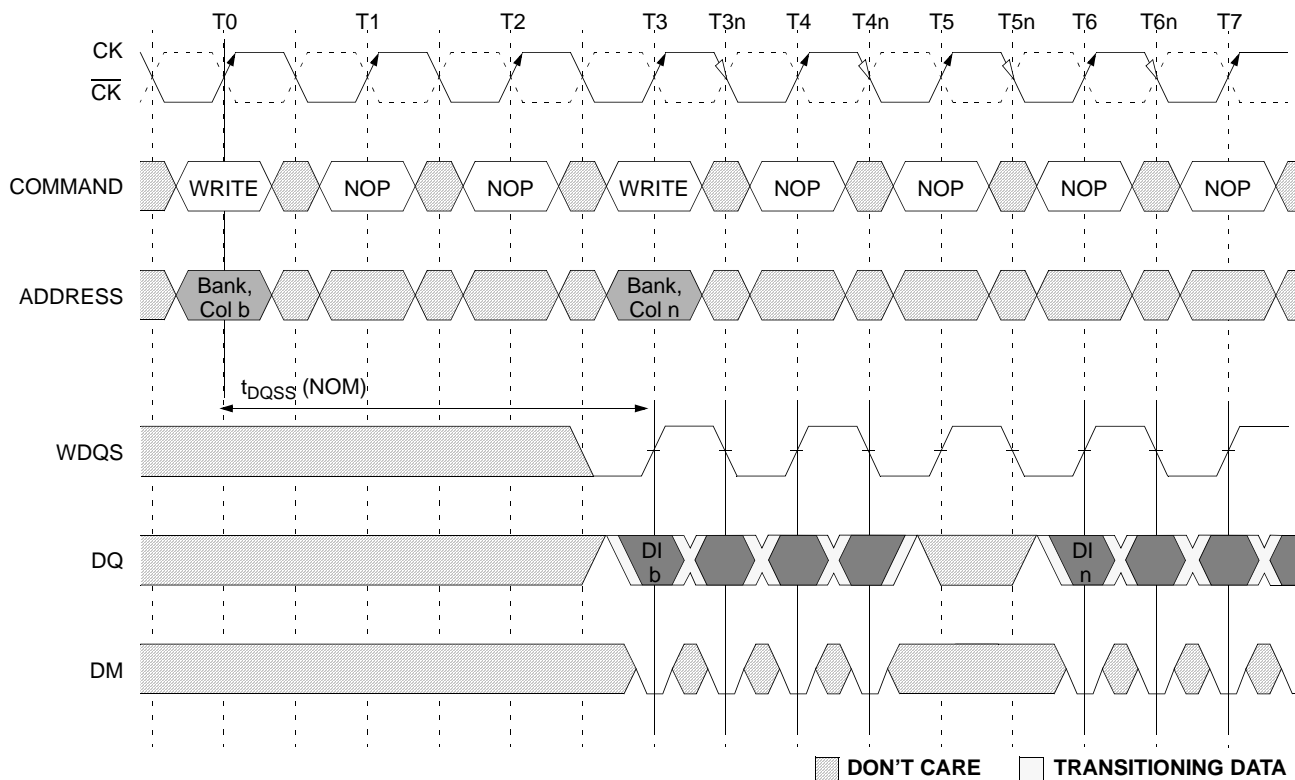 T0 T1 T2 T3 T3n T4 T4n T5 T5n T6 T6n T7
CK
CK
COMMAND WRITE NOP NOP WRITE NOP NOP NOP NOP
ADDRESS Bank, Col b Bank, Col n
tDQSS (NOM)
WDQS
DQ DI b DI n
DM
DON'T CARE TRANSITIONING DATA